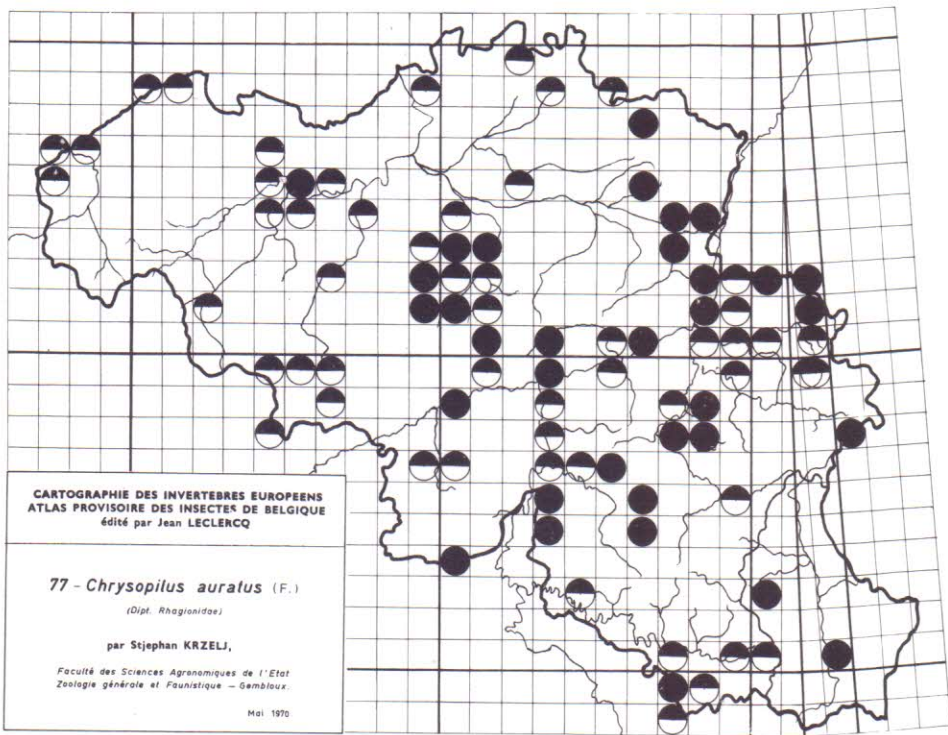 CARTOGRAPHIE DES INVERTEBRES EUROPEENS
ATLAS PROVISOIRE DES INSECTES DE BELGIQUE
édité par Jean LECLERCQ
77 - Chrysopilus auratus (F.)
(Dipt. Rhagionidae)
par Stjephan KRZELJ,
Faculté des Sciences Agronomiques de l'Etat
Zoologie générale et Faunistique — Gembloux.
Mai 1970